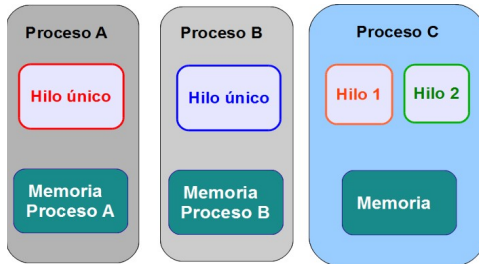 Proceso A
Hilo único
Memoria
Proceso A
Proceso B
Hilo único
Memoria
Proceso B
Proceso C
Hilo 1
Hilo 2
Memoria